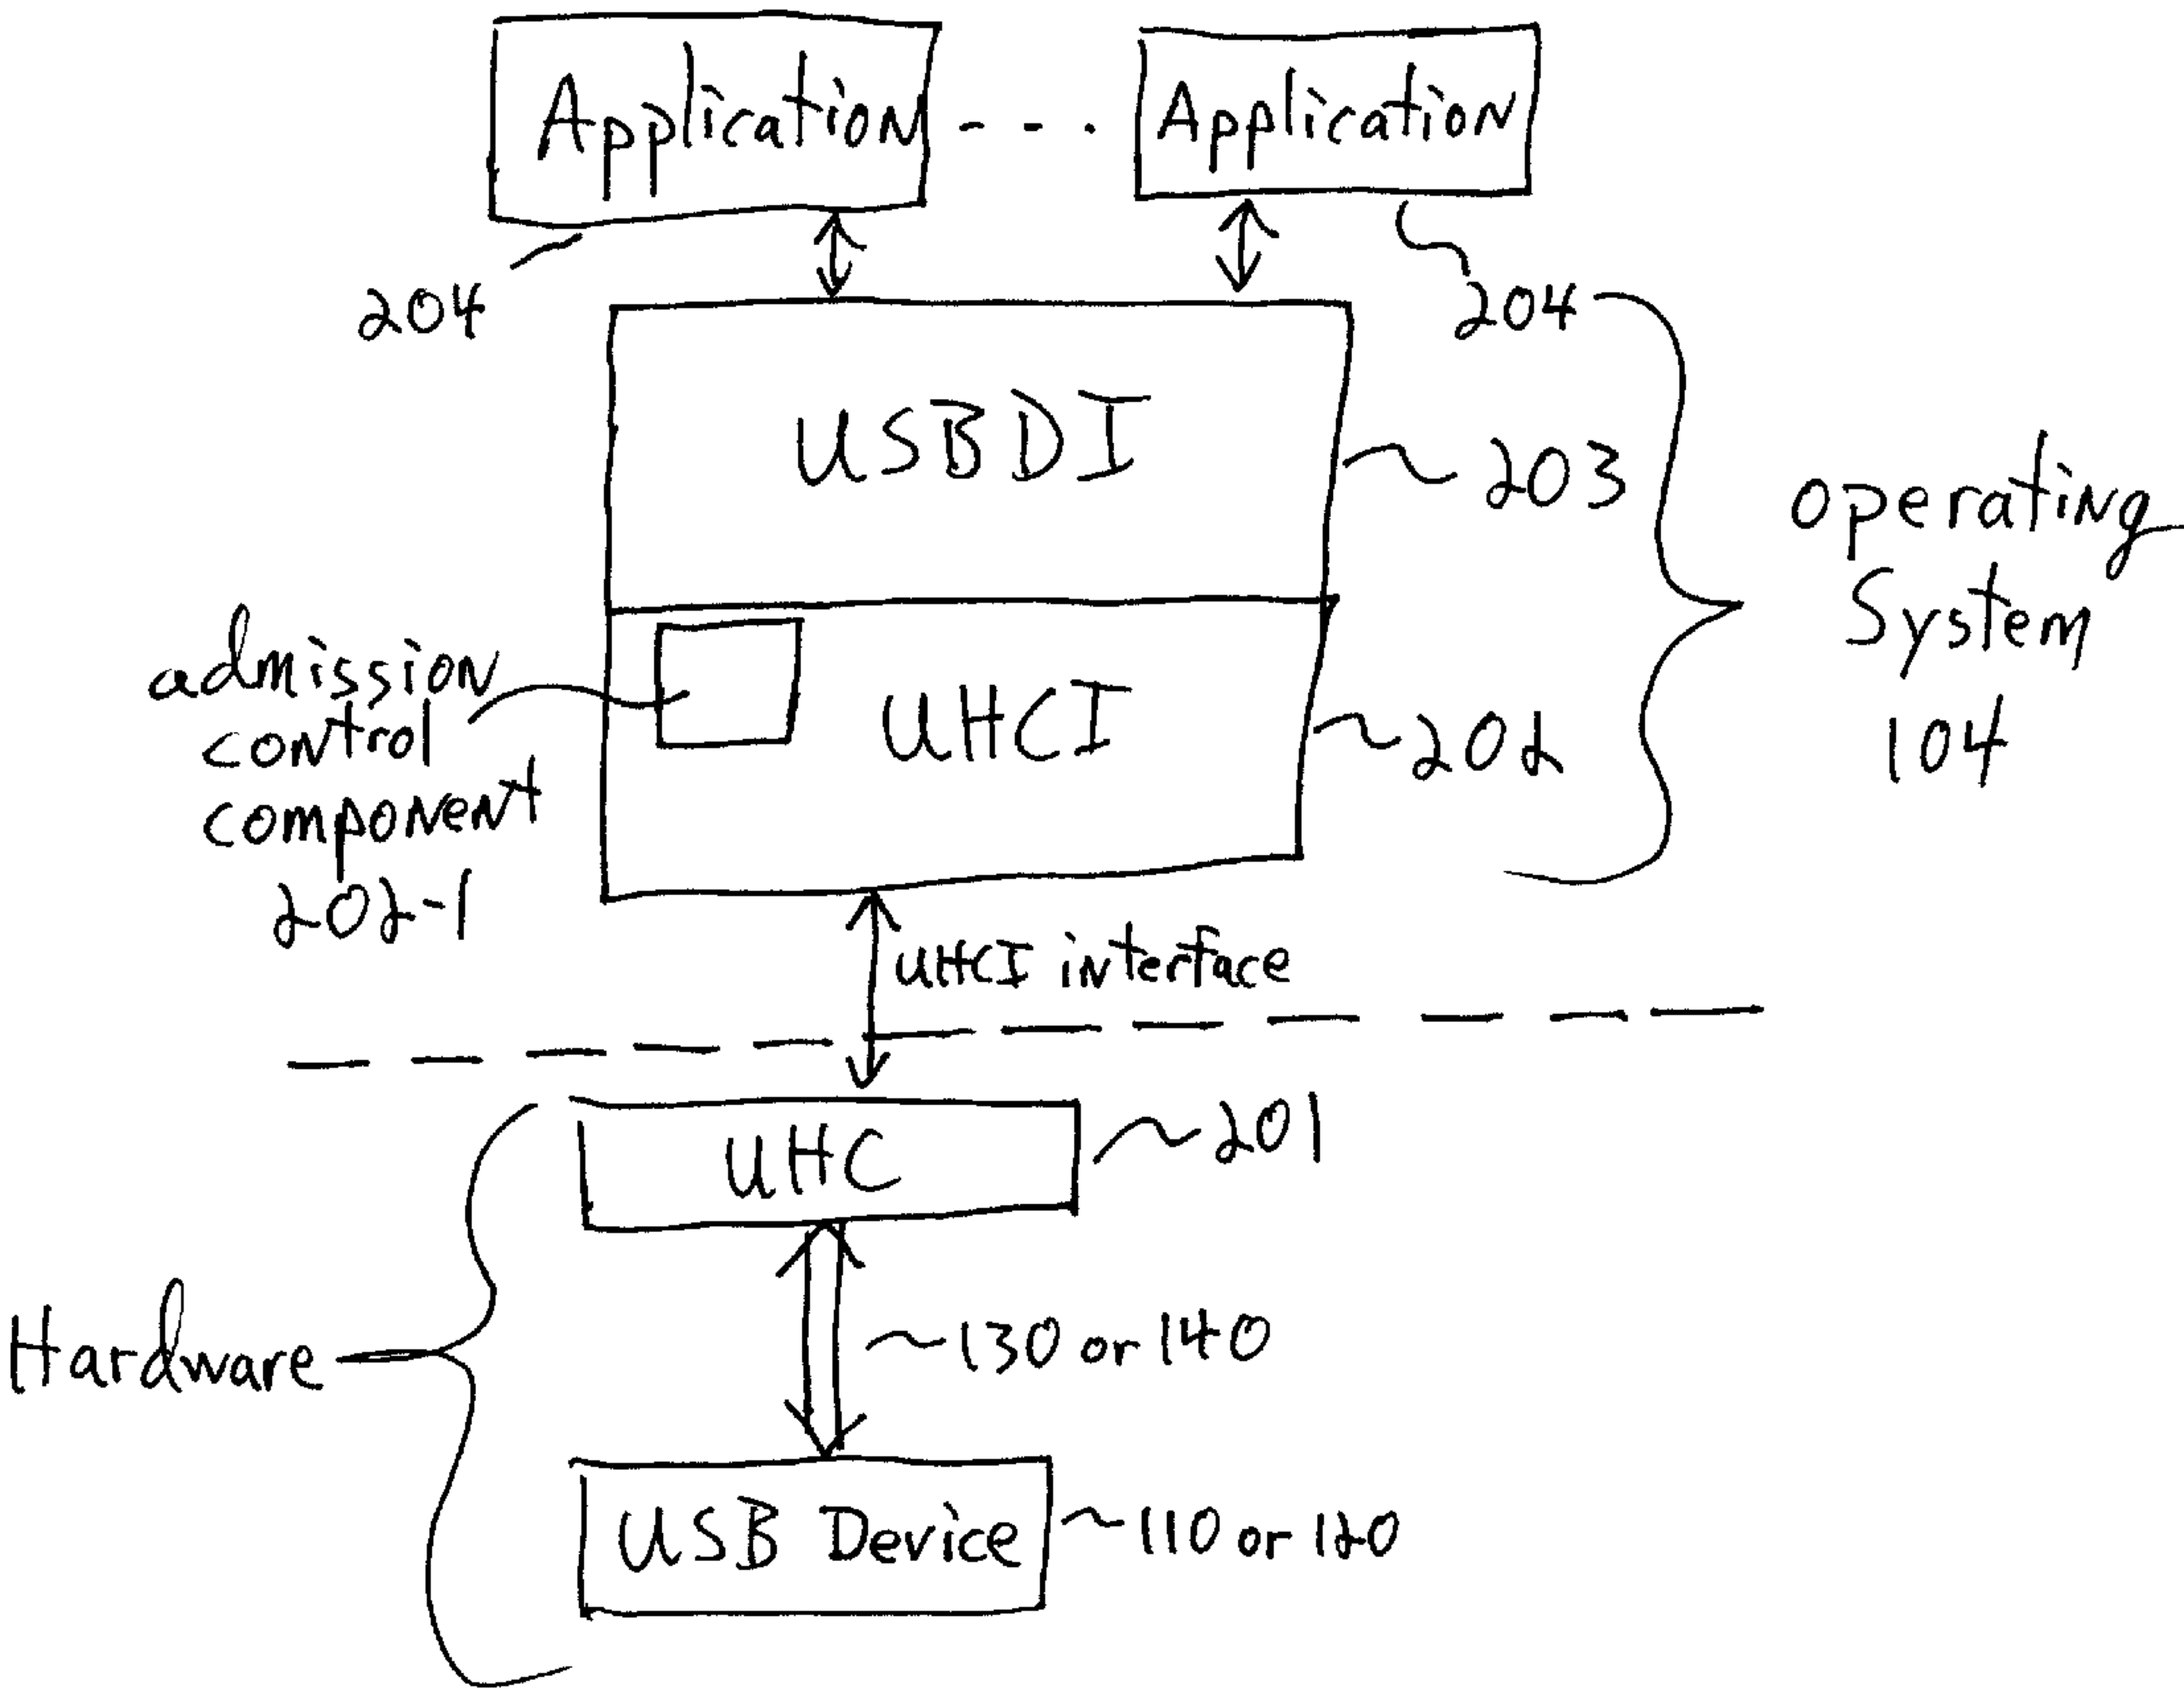 Application - - - Application
204
204
USBDI
203
operating
System
104
admission
control
component
202-1
UHCI
202
UHCI interface
UHC
201
Hardware
130 or 140
USB Device
110 or 120